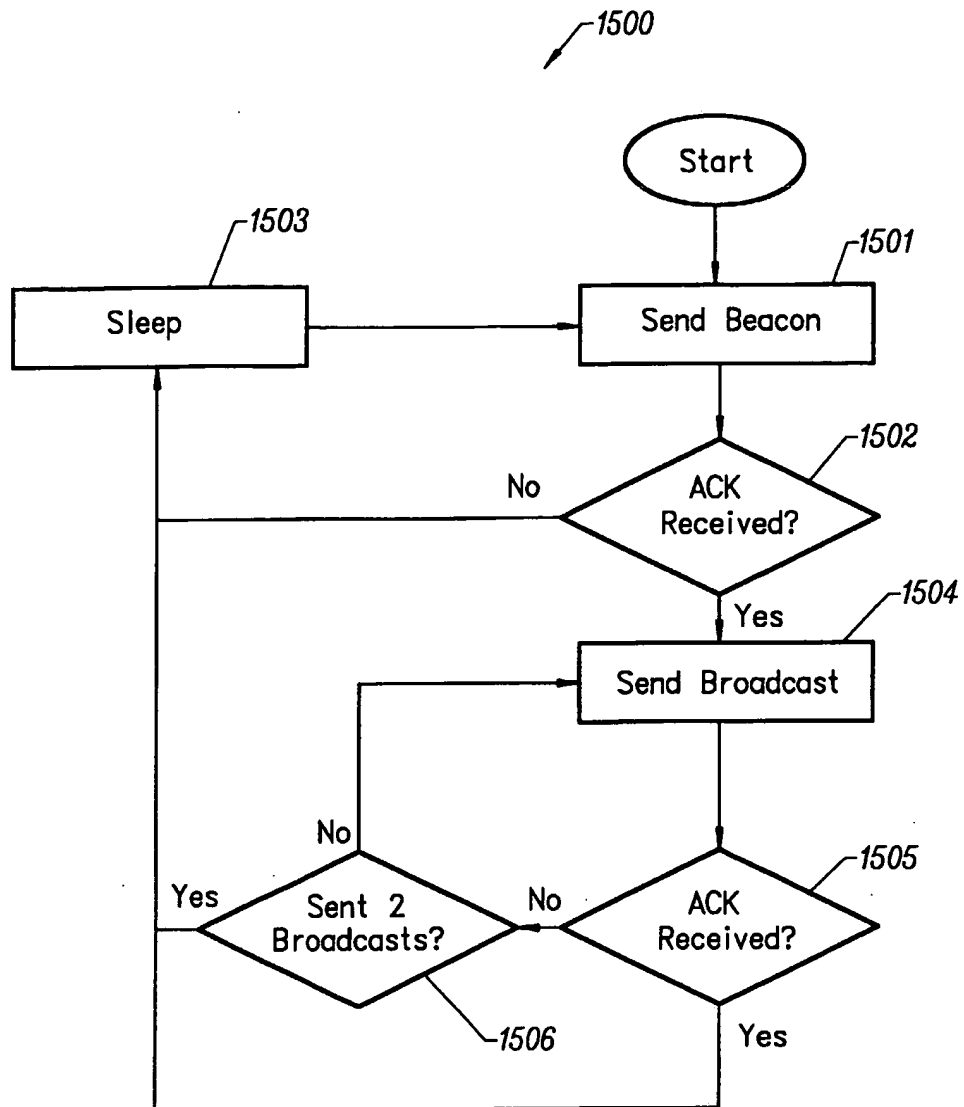 1500
Start
1503
1501
Sleep
Send Beacon
1502
No
ACK
Received?
1504
Yes
Send Broadcast
No
1505
Yes
Sent 2
Broadcasts?
No
ACK
Received?
1506
Yes